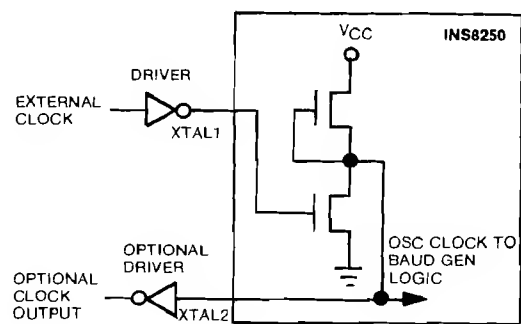 VCC
INS8250
DRIVER
EXTERNAL
CLOCK
XTAL1
OPTIONAL
DRIVER
OSC CLOCK TO
BAUD GEN
LOGIC
OPTIONAL
CLOCK
OUTPUT
XTAL2